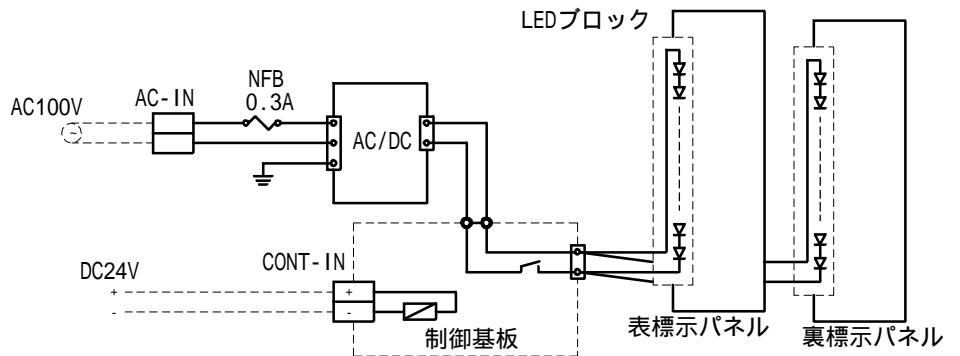 LEDブロック
NFB
0.3A
AC-IN
AC100V
~
AC/DC
CONT-IN
DC24V
+
-
+
-
制御基板
表標示パネル
裏標示パネル